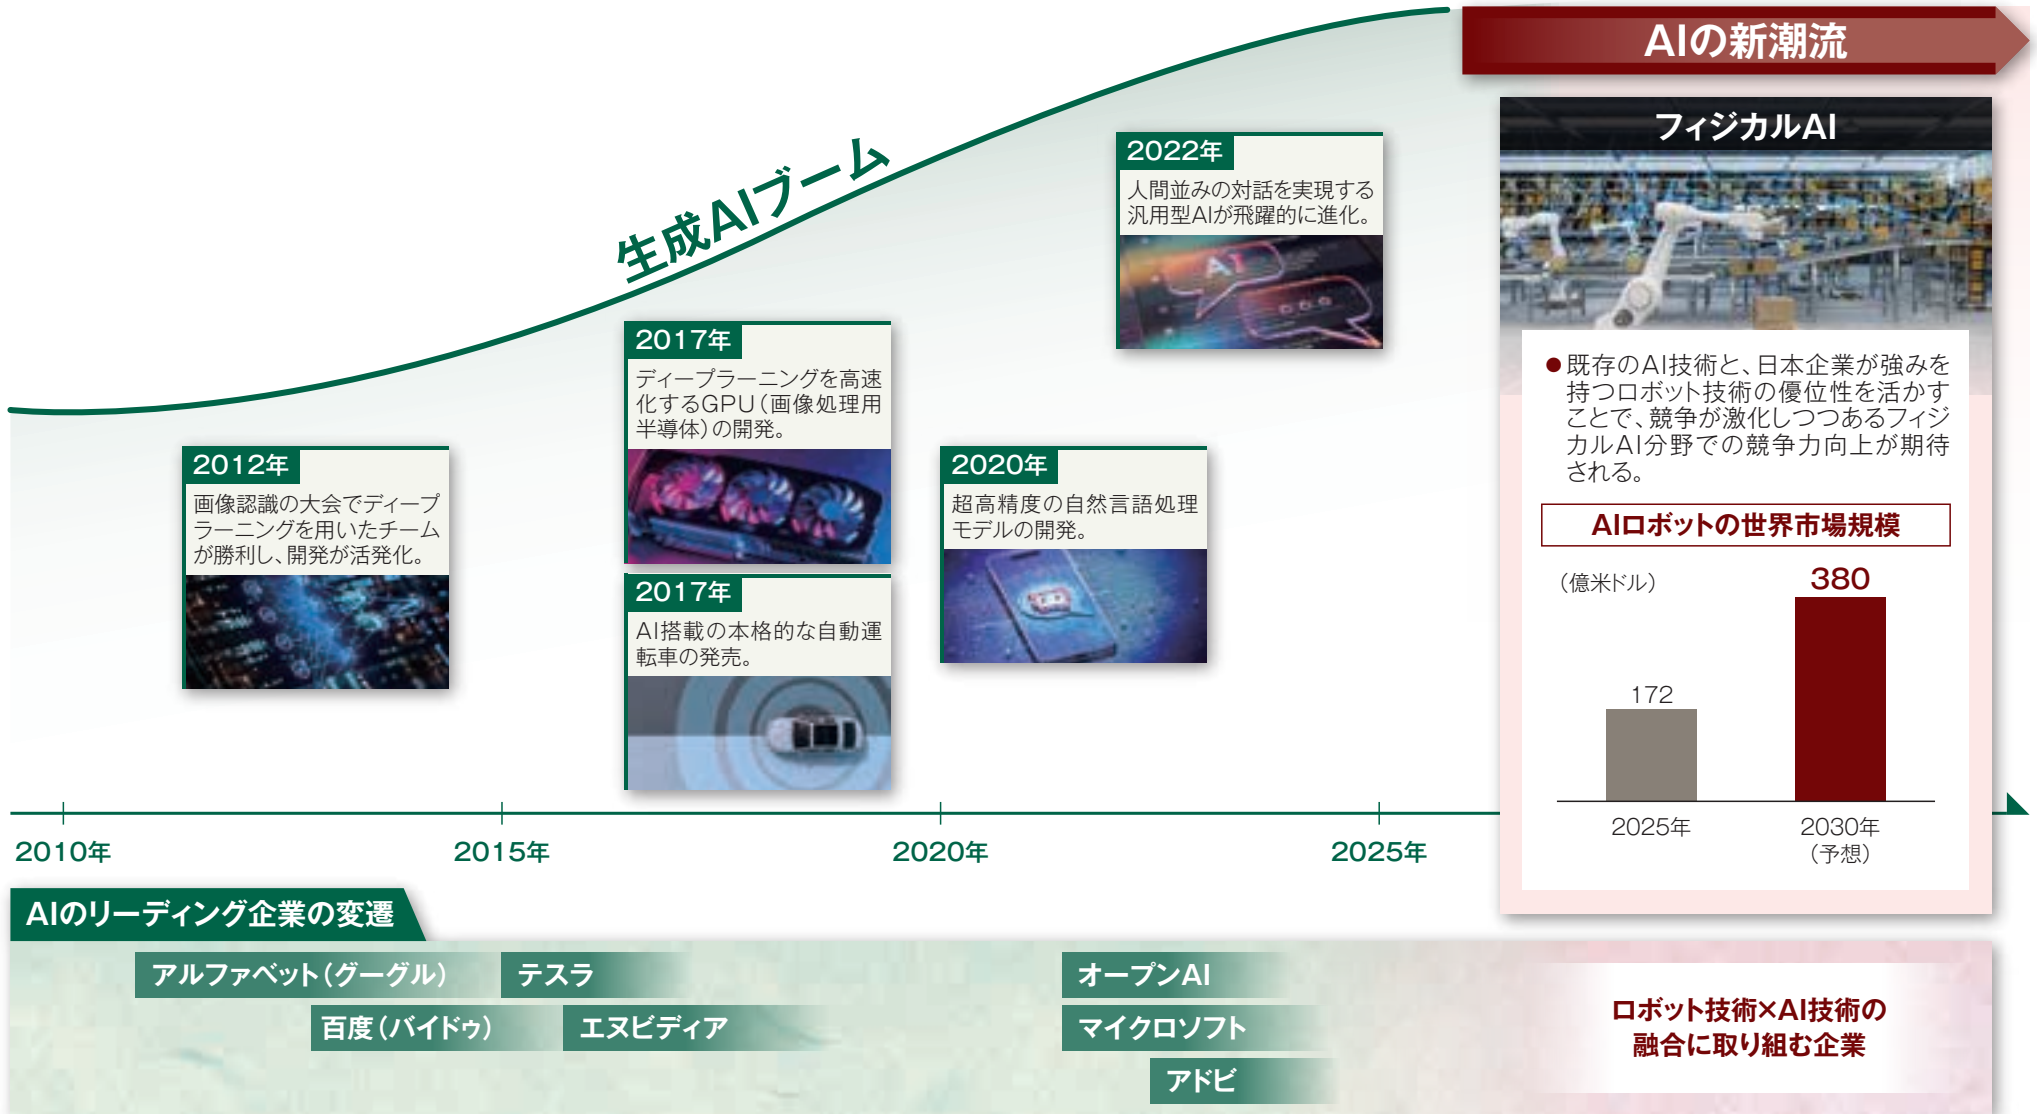 AIの新潮流
フィジカルAI
生成AIブーム
2022年
人間並みの対話を実現する
汎用型AIが飛躍的に進化。
AI
2017年
ディープラーニングを高速
化するGPU（画像処理用
半導体）の開発。
2012年
画像認識の大会でディープ
ラーニングを用いたチーム
が勝利し、開発が活発化。
2020年
超高精度の自然言語処理
モデルの開発。
2017年
AI搭載の本格的な自動運
転車の発売。
●既存のAI技術と、日本企業が強みを
持つロボット技術の優位性を活かす
ことで、競争が激化しつつあるフィジ
カルAI分野での競争力向上が期待
される。
AIロボットの世界市場規模
（億米ドル）
380
172
2025年
2030年
（予想）
2010年
2015年
2020年
2025年
AIのリーディング企業の変遷
アルファベット（グーグル）
テスラ
オープンAI
百度（バイドゥ）
エヌビディア
マイクロソフト
アドビ
ロボット技術×AI技術の
融合に取り組む企業